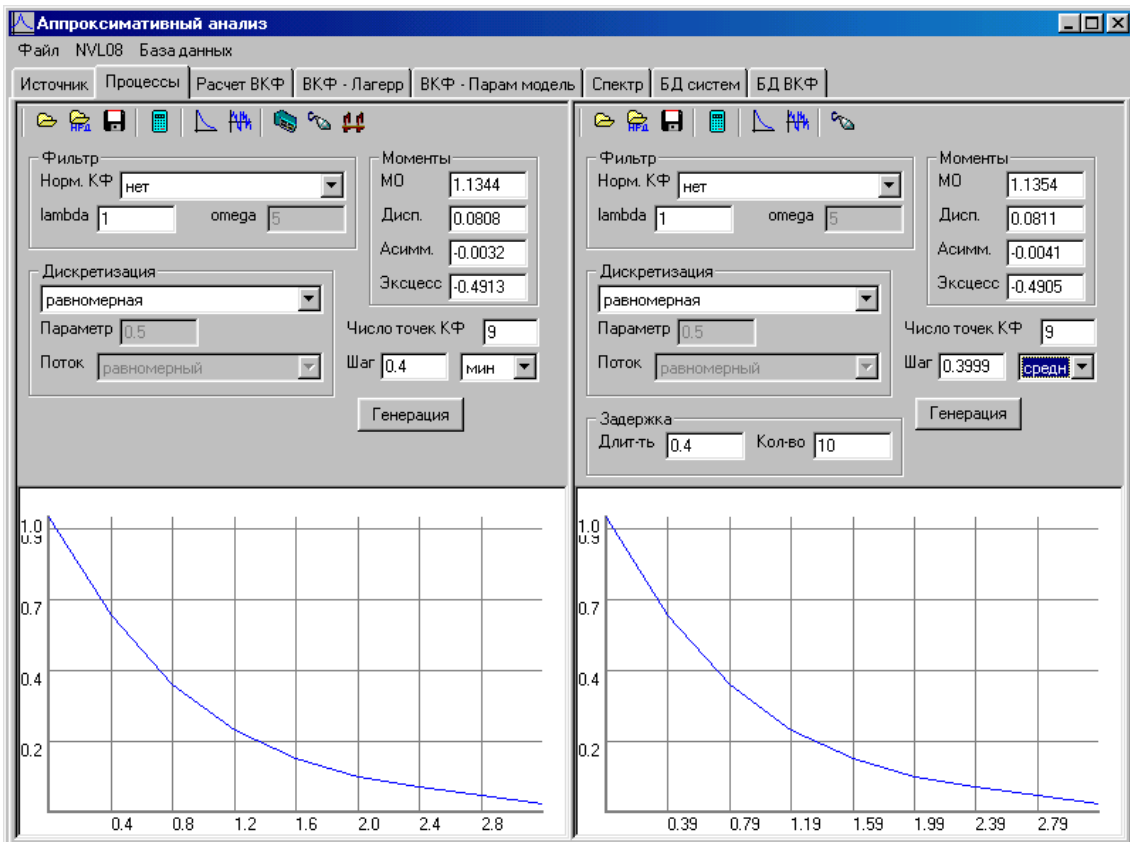 Аппроксимативный анализ
Файл NVL08 База данных
Источник Процессы Расчет ВКФ ВКФ - Лагерр ВКФ - Парам модель Спектр БД систем БД ВКФ
НРД
НРД
Фильтр
Норм. КФ нет
lambda 1 omega 5
Моменты
МО 1.1344
Дисп. 0.0808
Асимм. -0.0032
Эксцесс -0.4913
Дискретизация
равномерная
Параметр 0.5
Поток равномерный
Число точек КФ 9
Шаг 0.4 мин
Генерация
Фильтр
Норм. КФ нет
lambda 1 omega 5
Моменты
МО 1.1354
Дисп. 0.0811
Асимм. -0.0041
Эксцесс -0.4905
Дискретизация
равномерная
Параметр 0.5
Поток равномерный
Число точек КФ 9
Шаг 0.3999 средн
Задержка
Длит-ть 0.4 Кол-во 10
Генерация
1.0
0.9
0.7
0.4
0.2
0.4 0.8 1.2 1.6 2.0 2.4 2.8
1.0
0.9
0.7
0.4
0.2
0.39 0.79 1.19 1.59 1.99 2.39 2.79